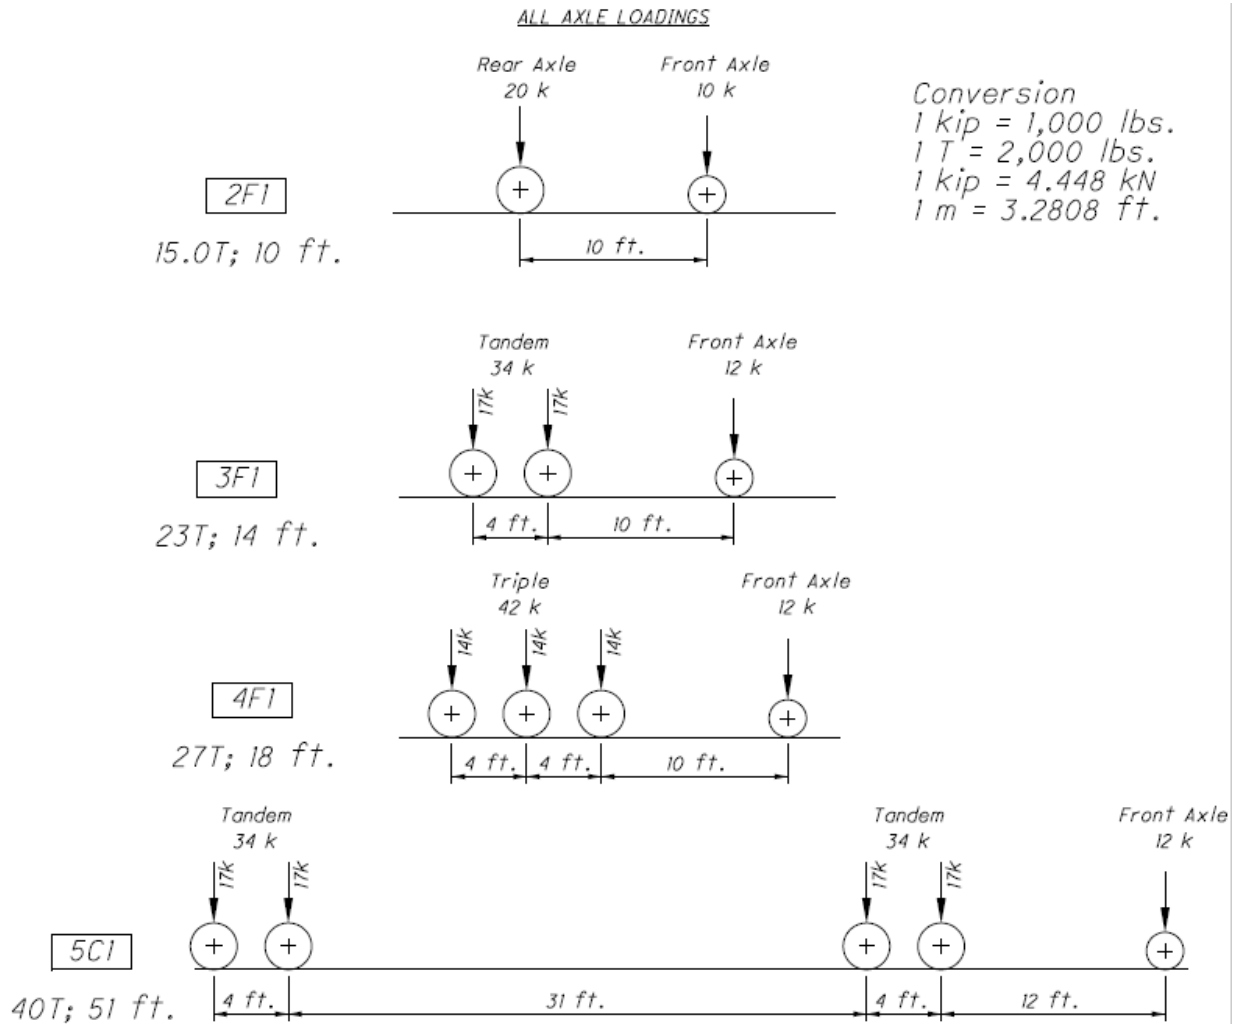 ALL AXLE LOADINGS
Rear Axle
20 k
Front Axle
10 k
Conversion
1 kip = 1,000 lbs.
1 T = 2,000 lbs.
1 kip = 4.448 kN
1 m = 3.2808 ft.
2F1
15.0T; 10 ft.
10 ft.
Tandem
34 k
Front Axle
12 k
17k
17k
3F1
23T; 14 ft.
4 ft.
10 ft.
Triple
42 k
Front Axle
12 k
14k
14k
14k
4F1
27T; 18 ft.
4 ft.
4 ft.
10 ft.
Tandem
34 k
Tandem
34 k
Front Axle
12 k
17k
17k
17k
17k
5C1
40T; 51 ft.
4 ft.
31 ft.
4 ft.
12 ft.